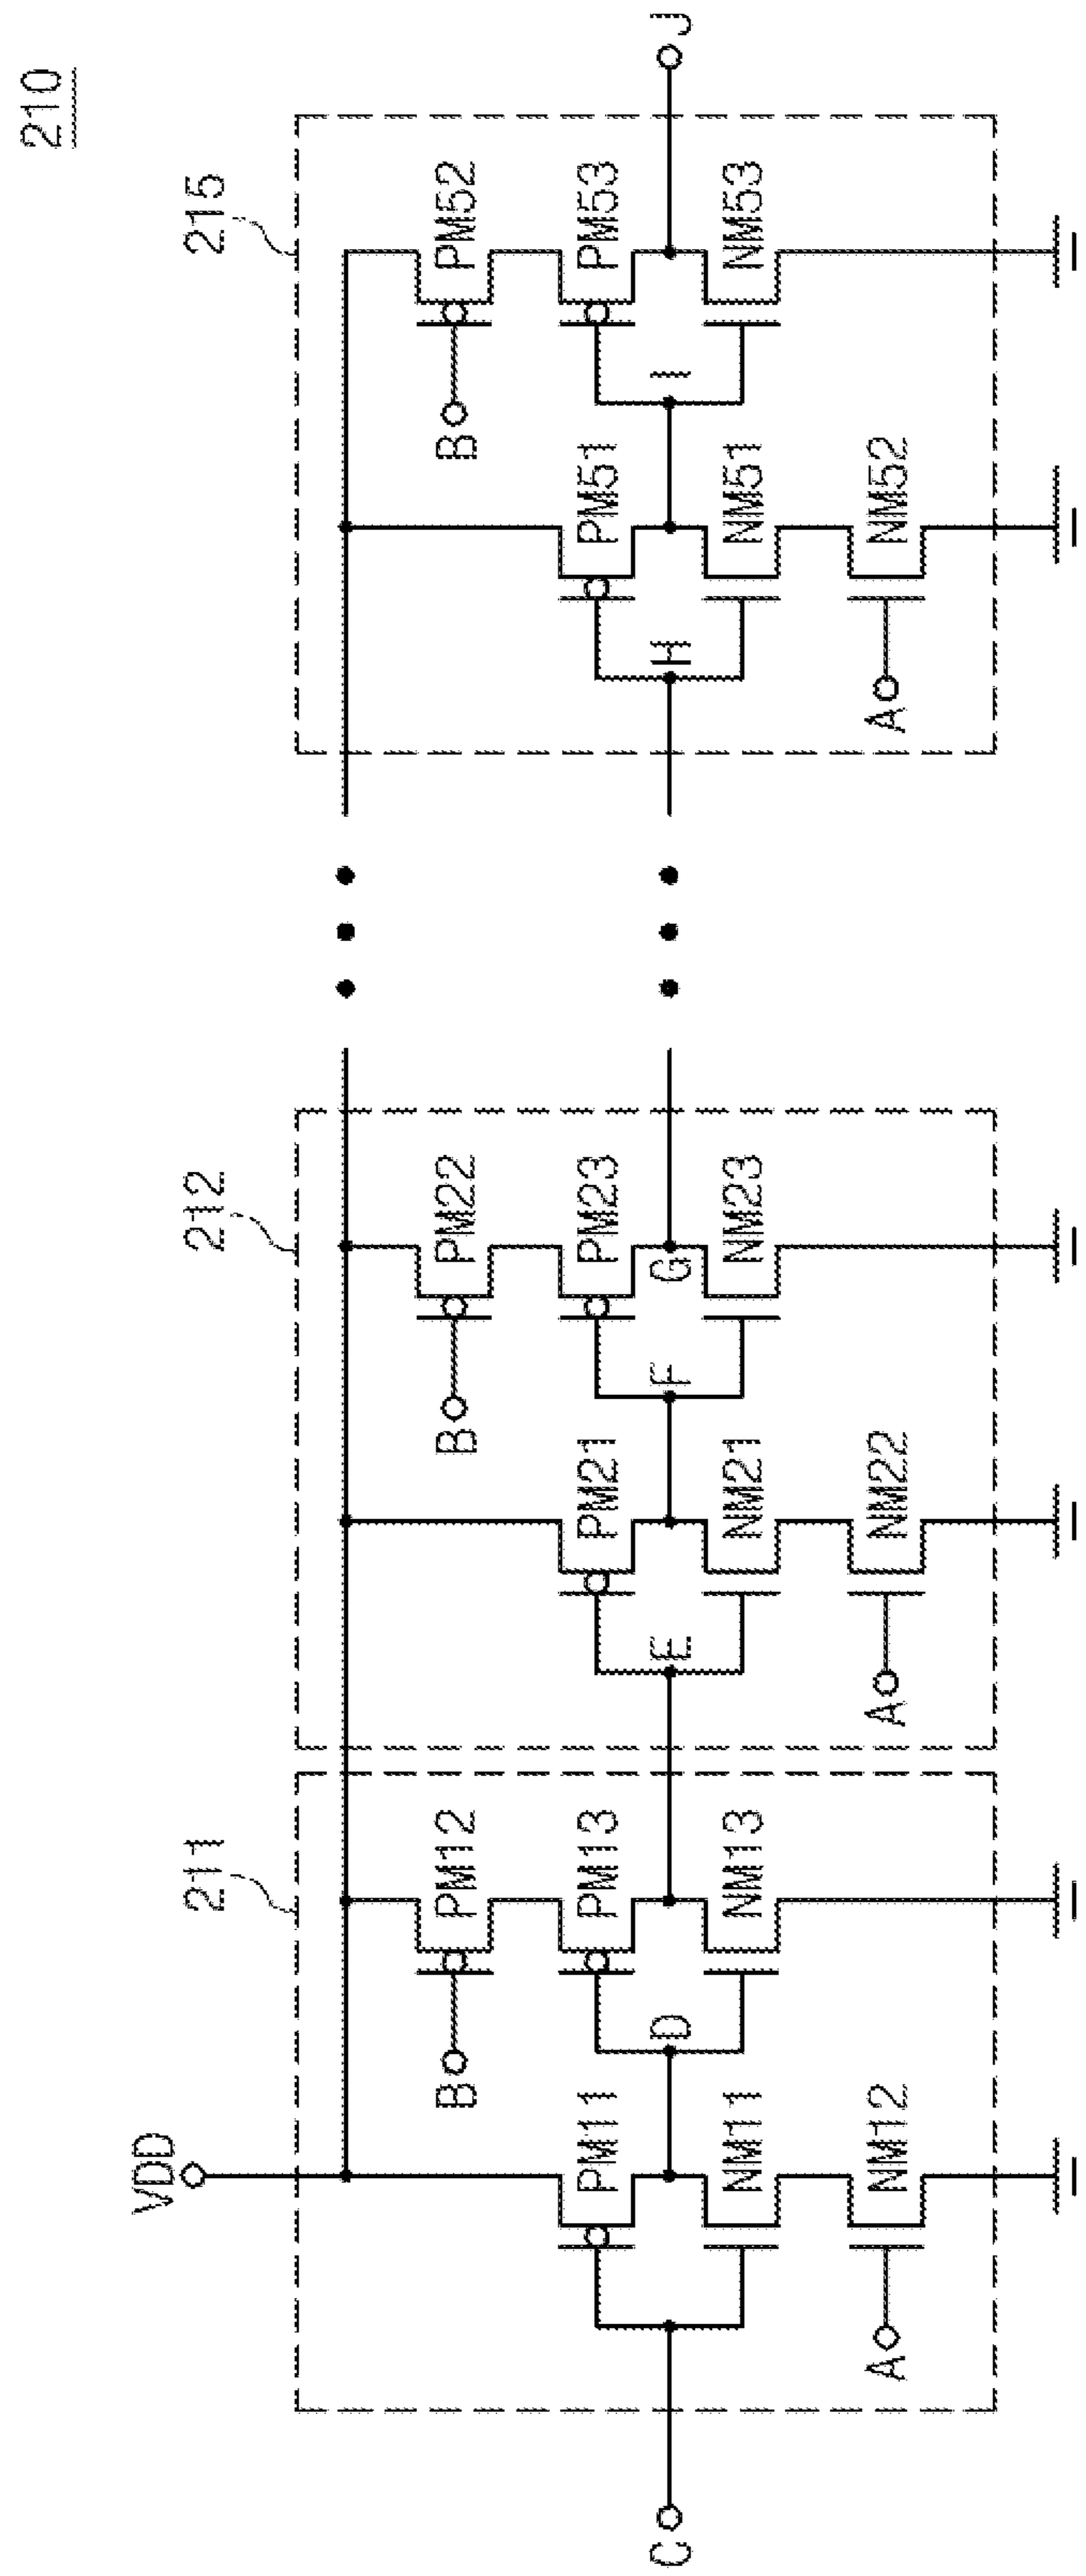 210
VDD
211
212
215
PM12
PM22
PM52
B
B
B
PM11
PM13
PM21
PM23
PM51
PM53
C
D
E
F
G
H
I
J
NM11
NM13
NM21
NM23
NM51
NM53
A
NM12
A
NM22
A
NM52